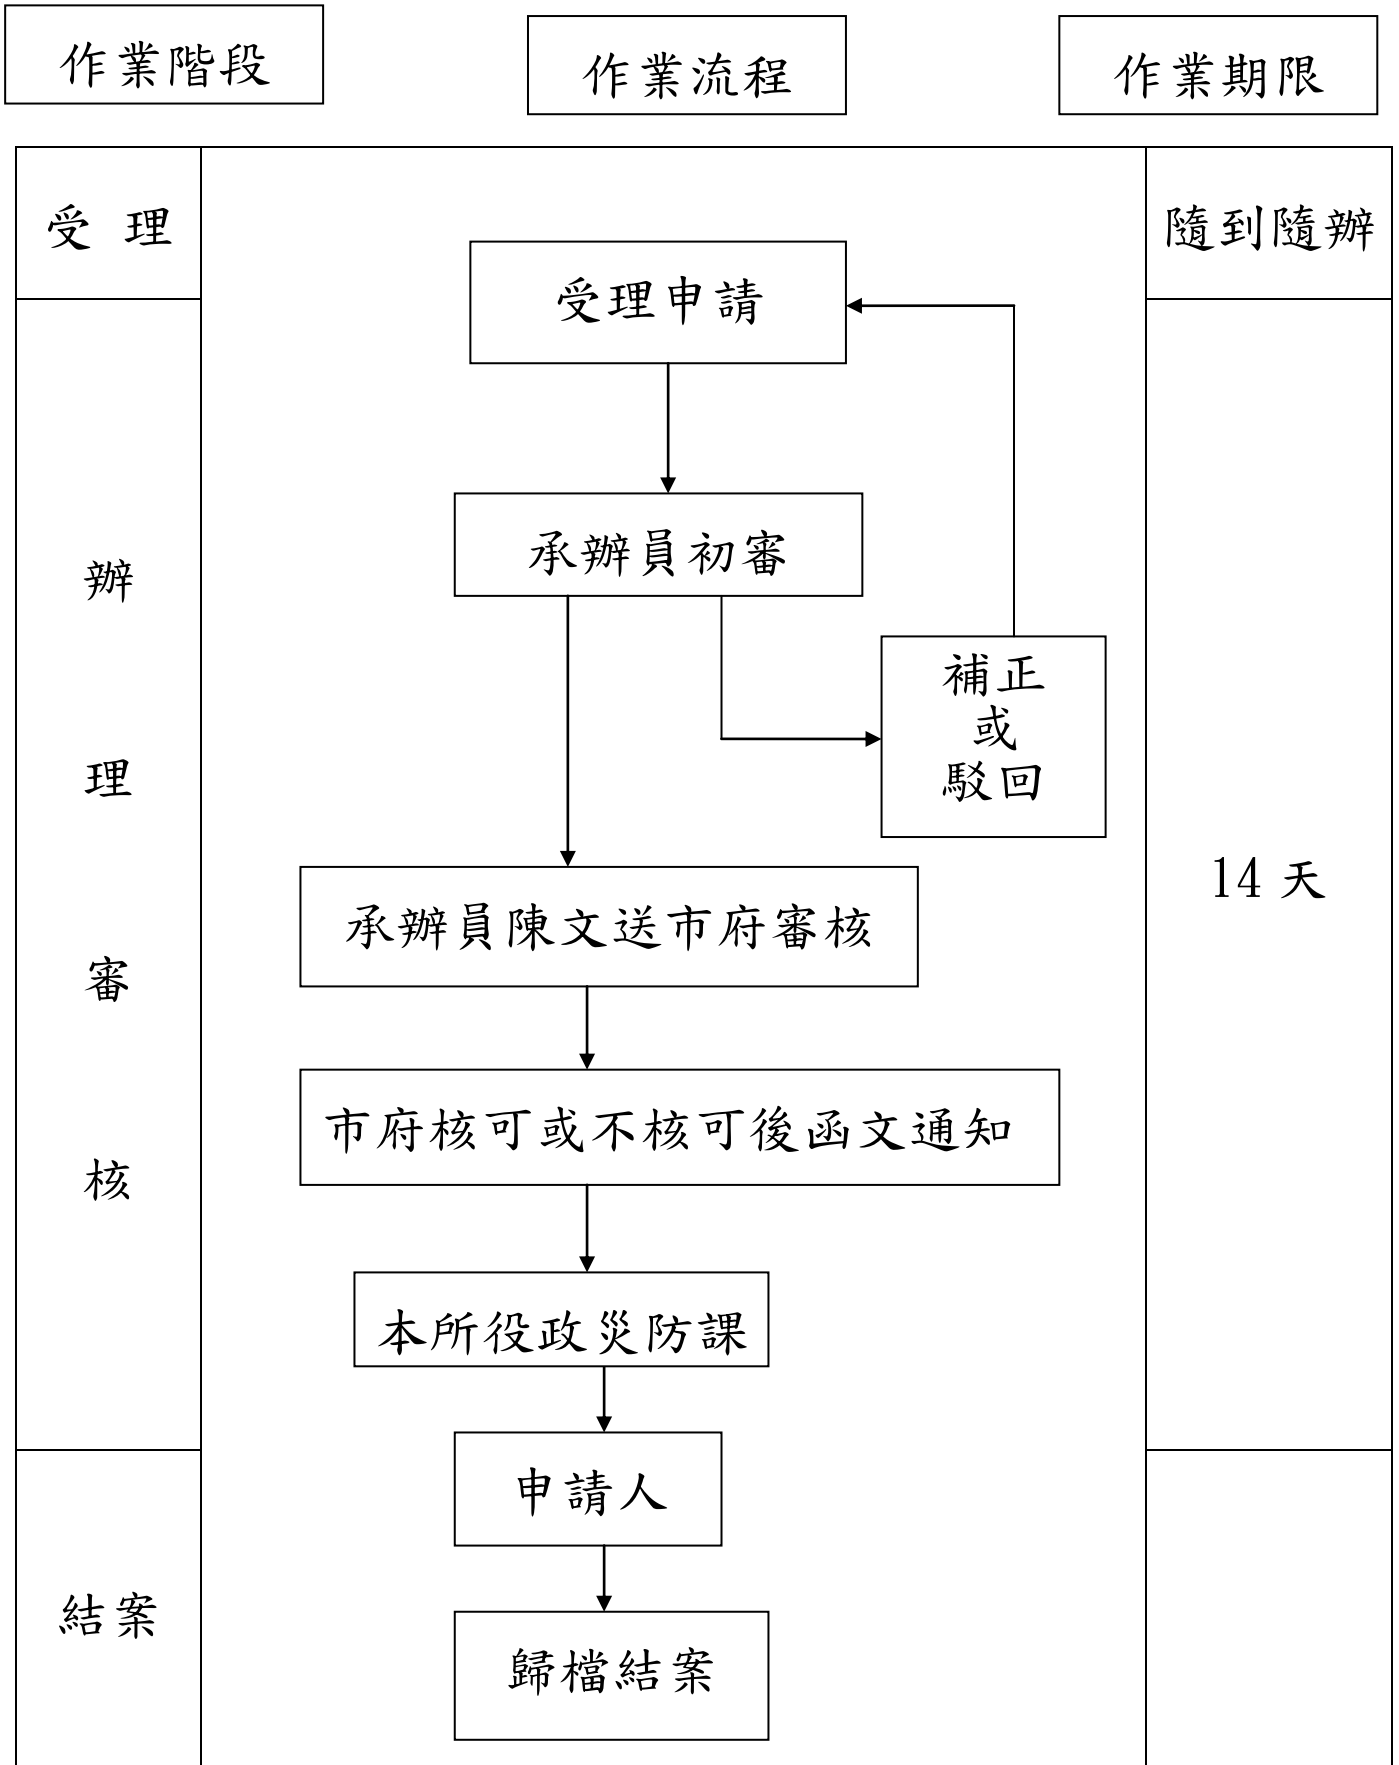 作業階段
作業流程
作業期限
受 理
隨到隨辦
受理申請
承辦員初審
辦
理
審
核
補正
或
駁回
14 天
承辦員陳文送市府審核
市府核可或不核可後函文通知
本所役政災防課
申請人
結案
歸檔結案